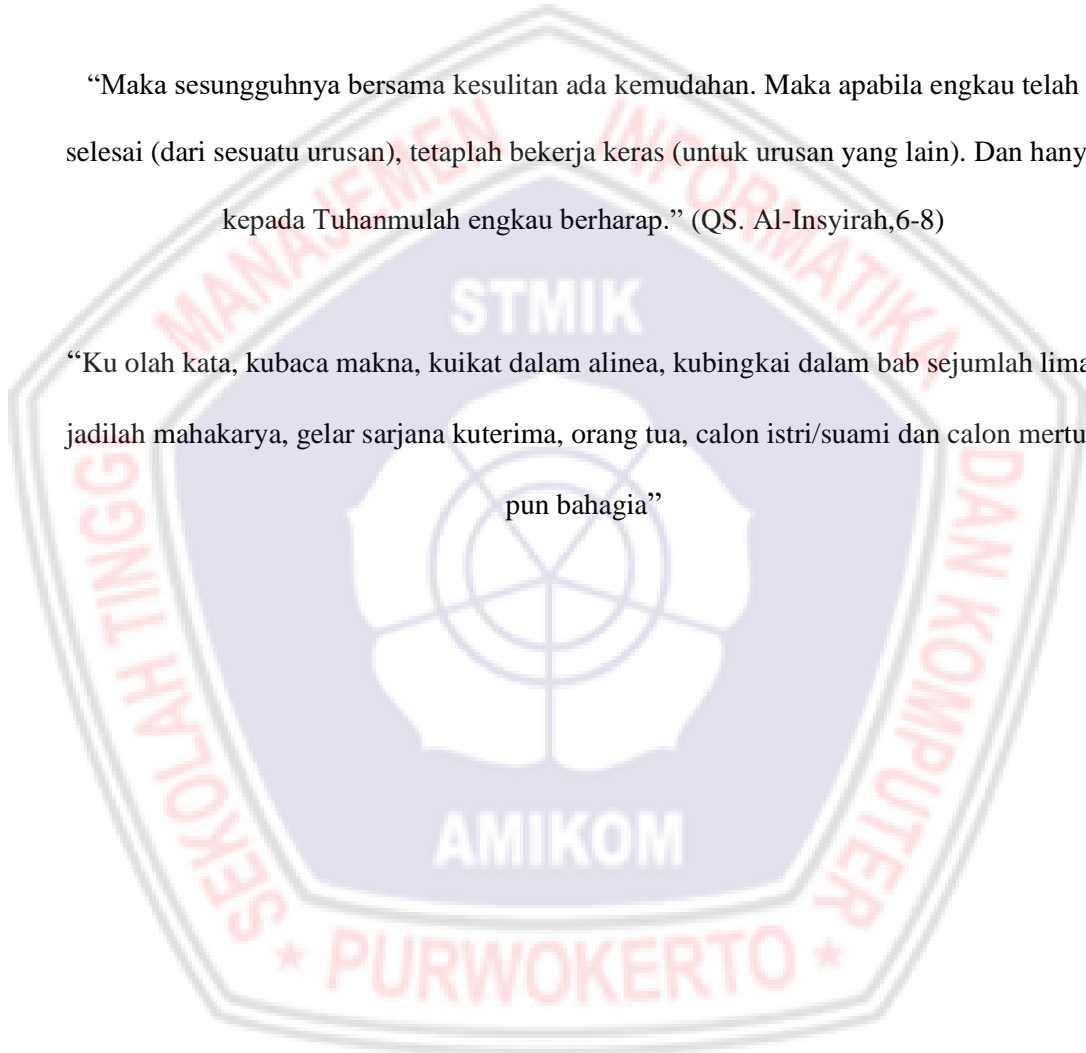 “Maka sesungguhnya bersama kesulitan ada kemudahan. Maka apabila engkau telah
selesai (dari sesuatu urusan), tetaplah bekerja keras (untuk urusan yang lain). Dan hany
kepada Tuhanmulah engkau berharap.” (QS. Al-Insyirah,6-8)
“Ku olah kata, kubaca makna, kuikat dalam alinea, kubingkai dalam bab sejumlah lima
jadilah mahakarya, gelar sarjana kuterima, orang tua, calon istri/suami dan calon mertu
pun bahagia”
SEKOLAH TINGG MANAJEMEN INFORMATIKA DAN KOMPUTER
STMIK
AMIKOM
★ PURWOKERTO ★